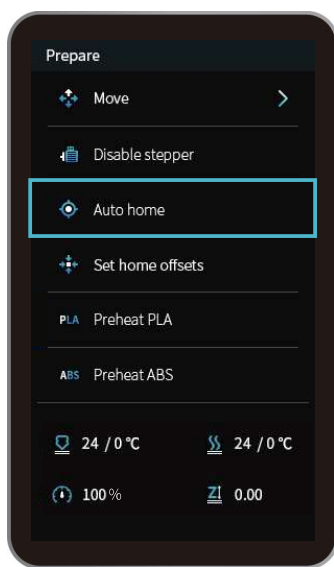 Prepare
Move
Disable stepper
Auto home
Set home offsets
PLA Preheat PLA
ABS Preheat ABS
24 / 0 ℃ 24 / 0 ℃
100% Z 0.00